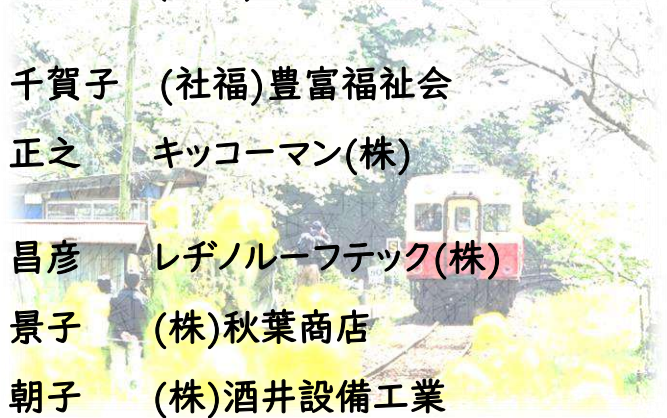 千賀子 (社福)豊富福祉会
正之 キッコーマン(株)
昌彦 レヂノルーフテック(株)
景子 (株)秋葉商店
朝子 (株)酒井設備工業